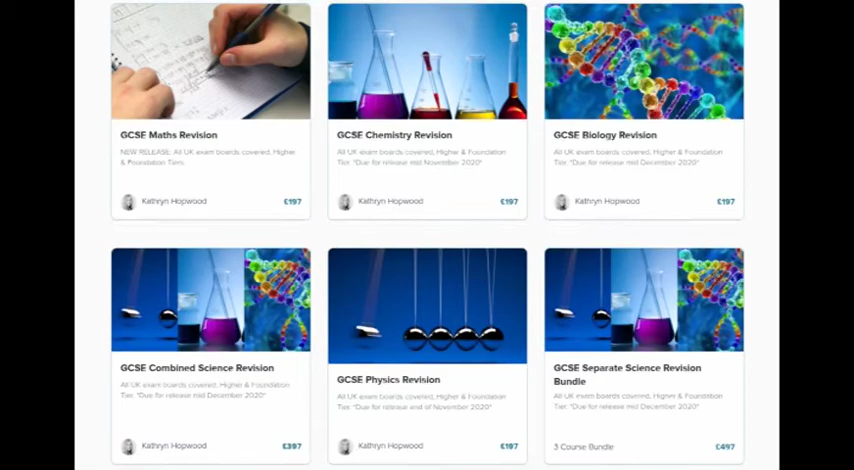 GCSE Maths Revision
NEW RELEASE: All UK exam boards covered, Higher
& Foundation Tiers.
Kathryn Hopwood
£197
GCSE Chemistry Revision
All UK exam boards covered, Higher & Foundation
Tier. *Due for release mid November 2020*
Kathryn Hopwood
£197
GCSE Biology Revision
All UK exam boards covered, Higher & Foundation
Tier. *Due for release mid December 2020*
Kathryn Hopwood
£197
GCSE Combined Science Revision
All UK exam boards covered, Higher & Foundation
Tier. *Due for release mid December 2020*
Kathryn Hopwood
£397
GCSE Physics Revision
All UK exam boards covered, Higher & Foundation
Tier. *Due for release end of November 2020*
Kathryn Hopwood
£197
GCSE Separate Science Revision
Bundle
All UK exam boards covered, Higher & Foundation
Tier. *Due for release mid December 2020*
3 Course Bundle
£497